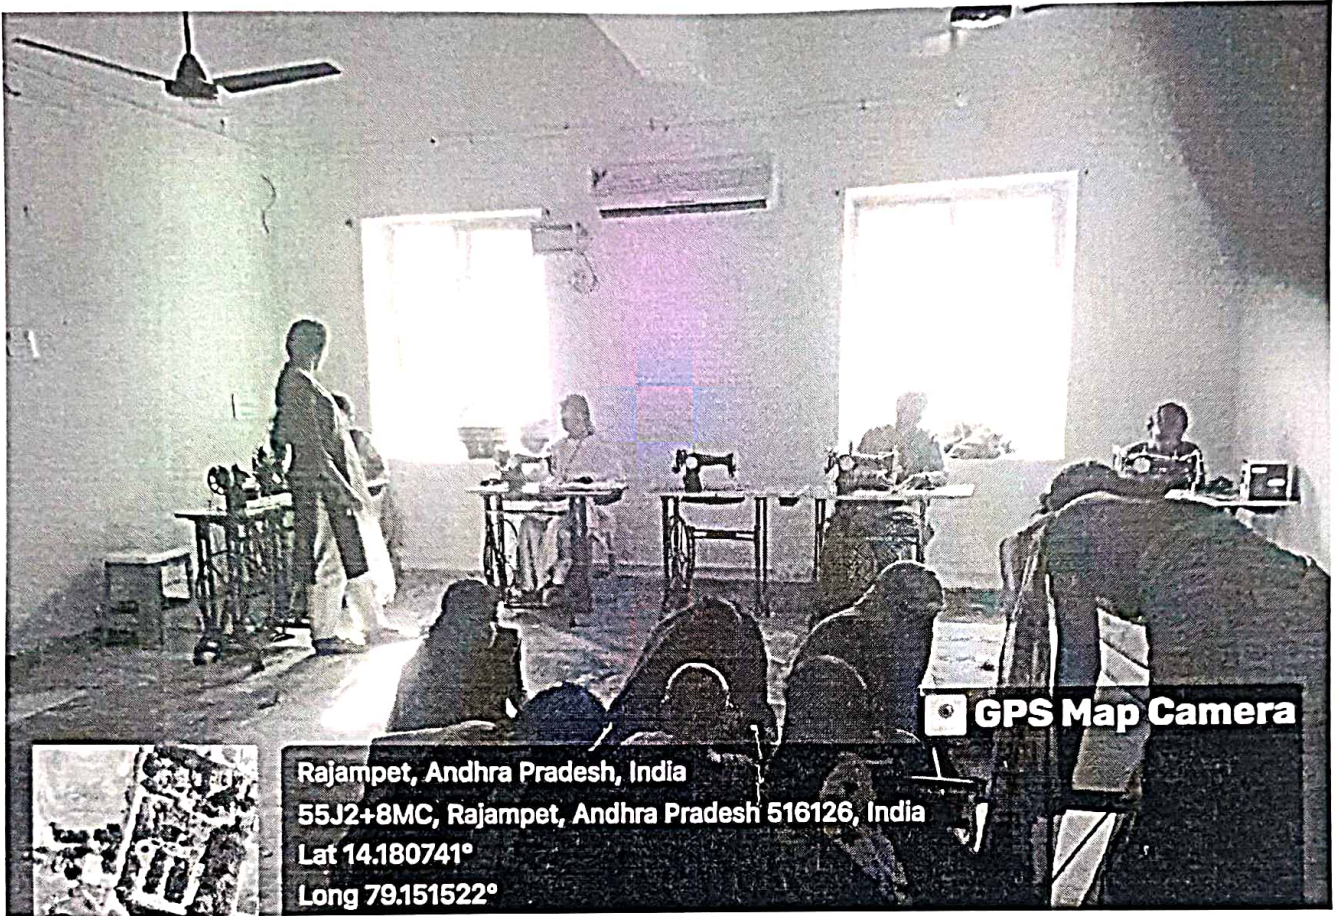 GPS Map Camera
Rajampet, Andhra Pradesh, India
55J2+8MC, Rajampet, Andhra Pradesh 516126, India
Lat 14.180741°
Long 79.151522°